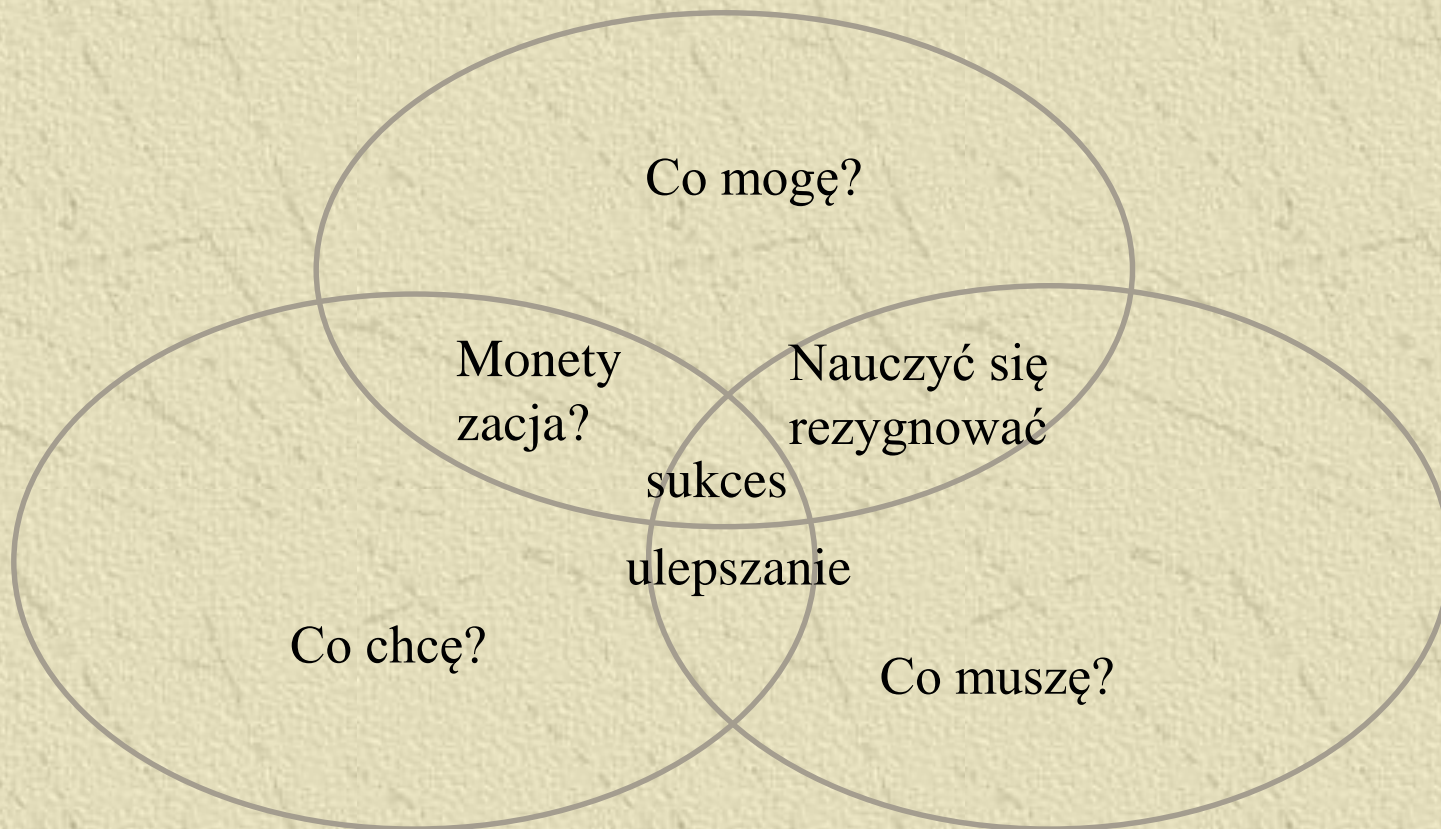 Co mogę?
Monety
zacja?
Nauczyć się
rezygnować
sukces
ulepszanie
Co chcę?
Co muszę?